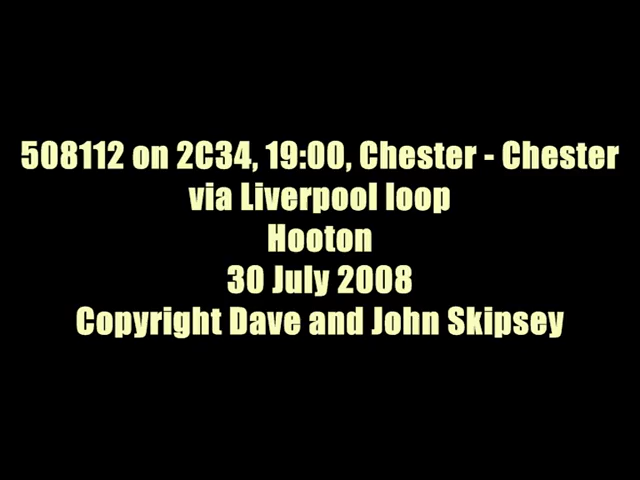 508112 on 2C34, 19:00, Chester - Chester
via Liverpool loop
Hooton
30 July 2008
Copyright Dave and John Skipsey